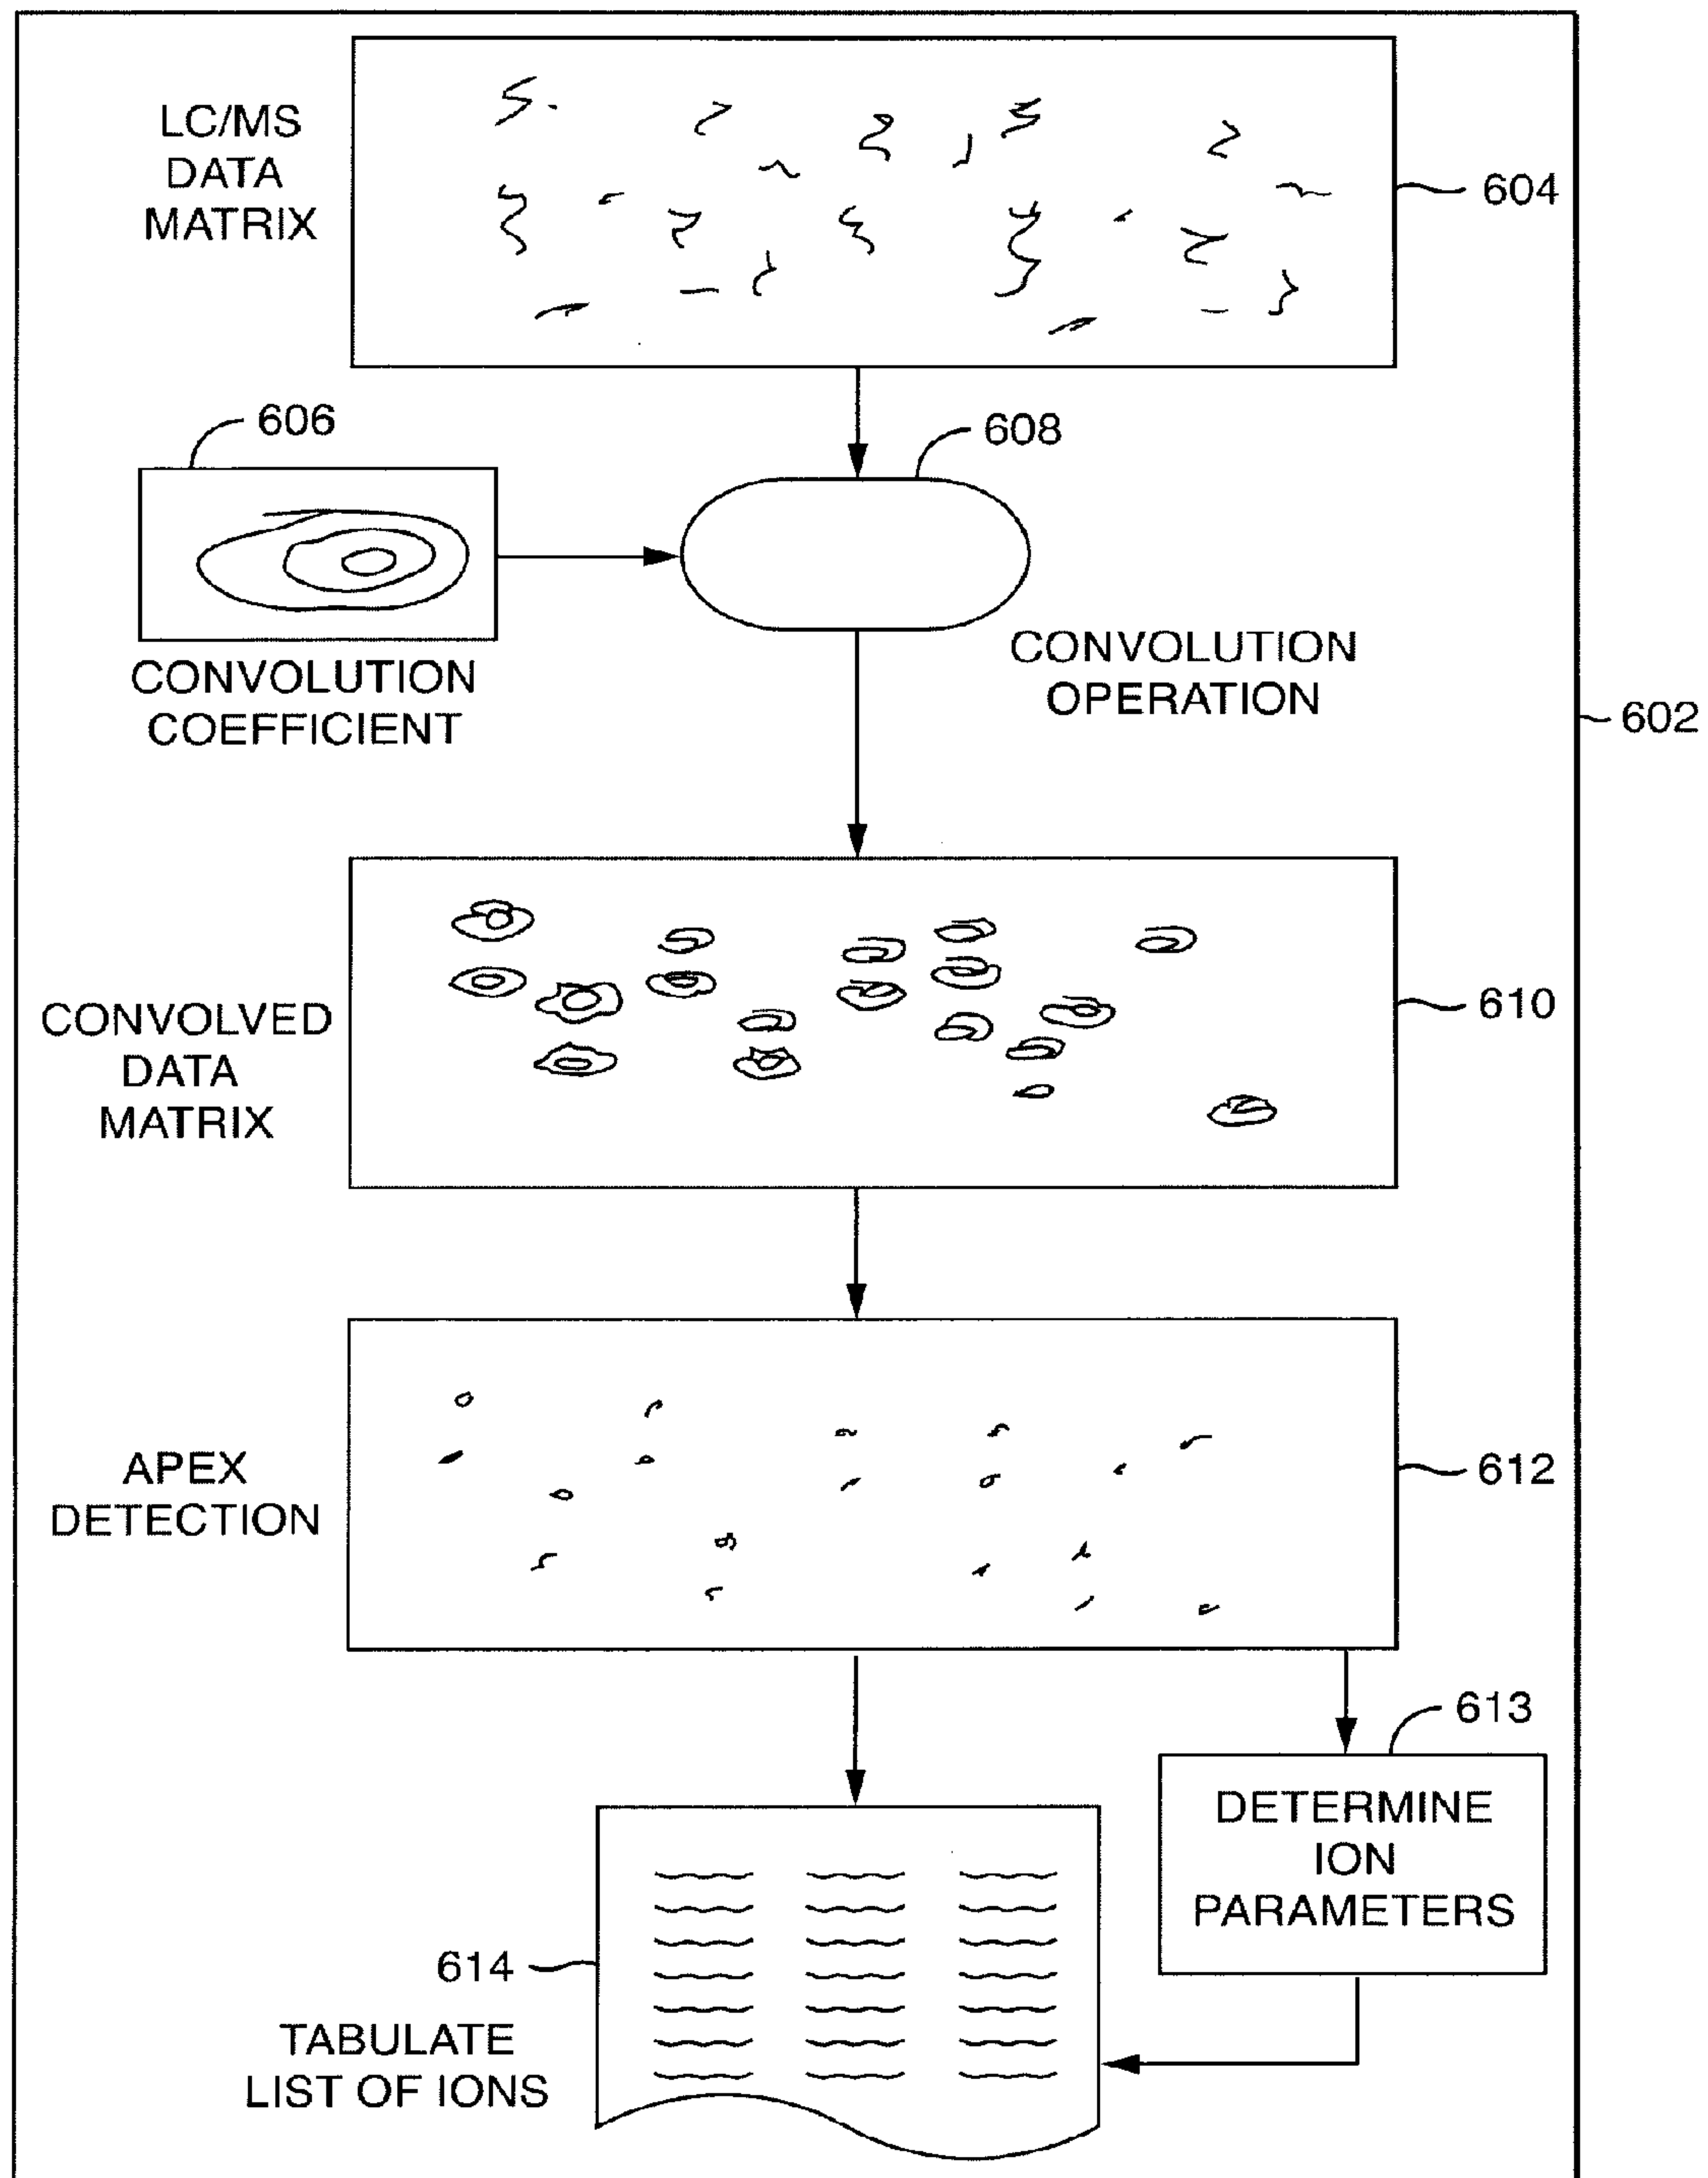 LC/MS
DATA
MATRIX
604
606
608
CONVOLUTION
COEFFICIENT
CONVOLUTION
OPERATION
602
CONVOLVED
DATA
MATRIX
610
APEX
DETECTION
612
613
DETERMINE
ION
PARAMETERS
614
TABULATE
LIST OF IONS